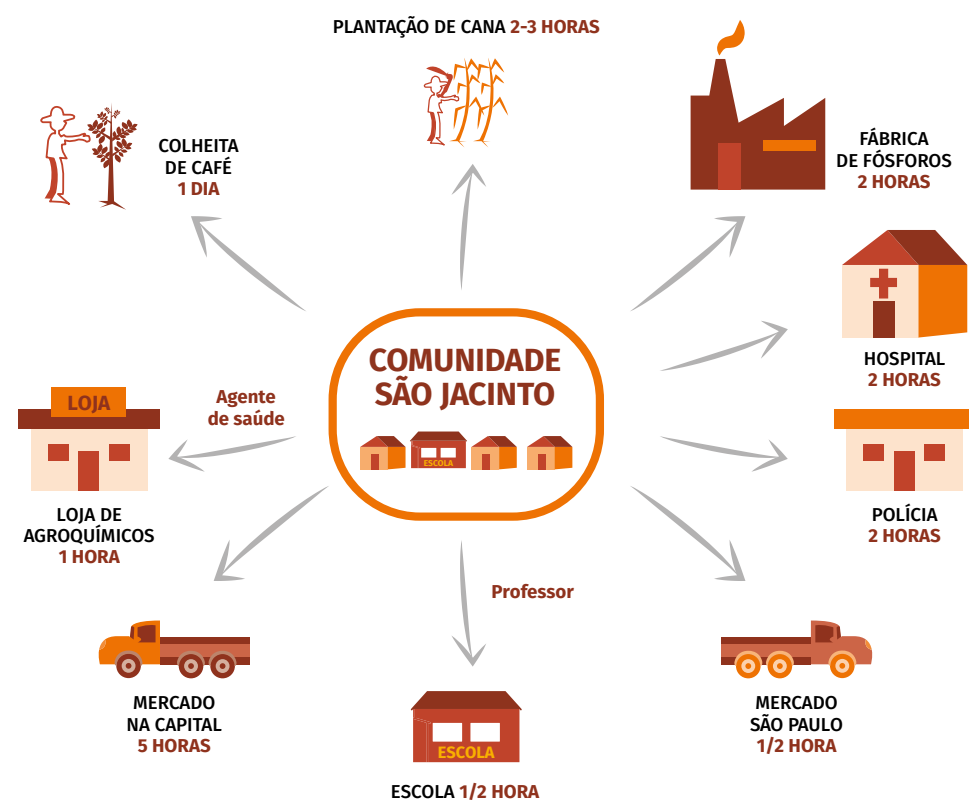 PLANTAÇÃO DE CANA 2-3 HORAS
COLHEITA
DE CAFÉ
1 DIA
FÁBRICA
DE FÓSFOROS
2 HORAS
HOSPITAL
2 HORAS
COMUNIDADE
SÃO JACINTO
ESCOLA
Agente
de saúde
LOJA
LOJA DE
AGROQUÍMICOS
1 HORA
POLÍCIA
2 HORAS
Professor
MERCADO
NA CAPITAL
5 HORAS
ESCOLA
ESCOLA 1/2 HORA
MERCADO
SÃO PAULO
1/2 HORA